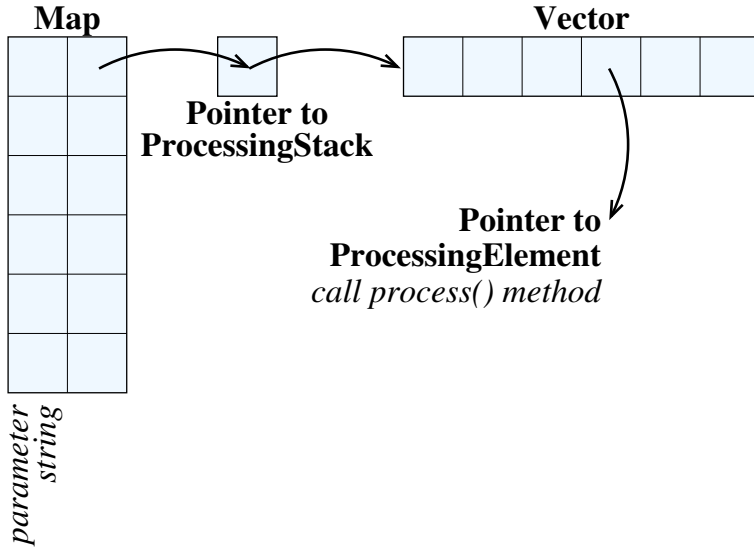 Map
Vector
Pointer to
ProcessingStack
Pointer to
ProcessingElement
call process() method
parameter
string